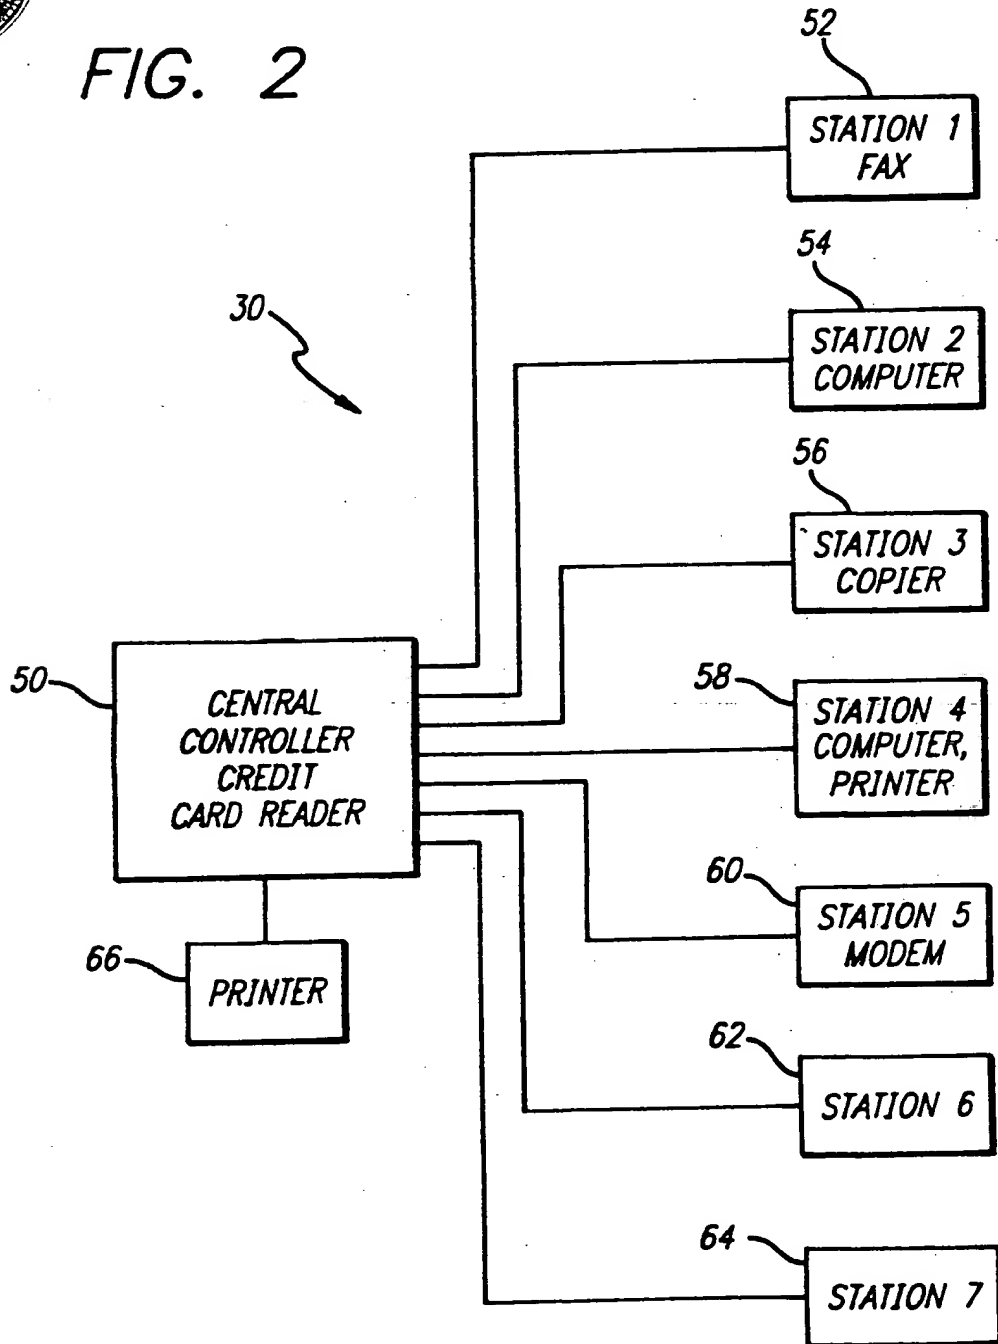 FIG. 2
52
STATION 1
FAX
54
STATION 2
COMPUTER
30
56
STATION 3
COPIER
50
CENTRAL
CONTROLLER
CREDIT
CARD READER
58
STATION 4
COMPUTER,
PRINTER
60
STATION 5
MODEM
66
PRINTER
62
STATION 6
64
STATION 7